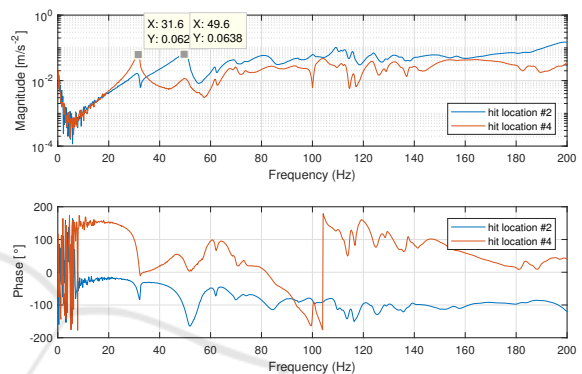 X: 31.6 X: 49.6
Y: 0.062 Y: 0.0638
10^0
10^-2
10^-4
Magnitude [m/s^-2]
hit location #2
hit location #4
0 20 40 60 80 100 120 140 160 180 200
Frequency (Hz)
200
100
0
-100
-200
Phase [°]
hit location #2
hit location #4
0 20 40 60 80 100 120 140 160 180 200
Frequency (Hz)